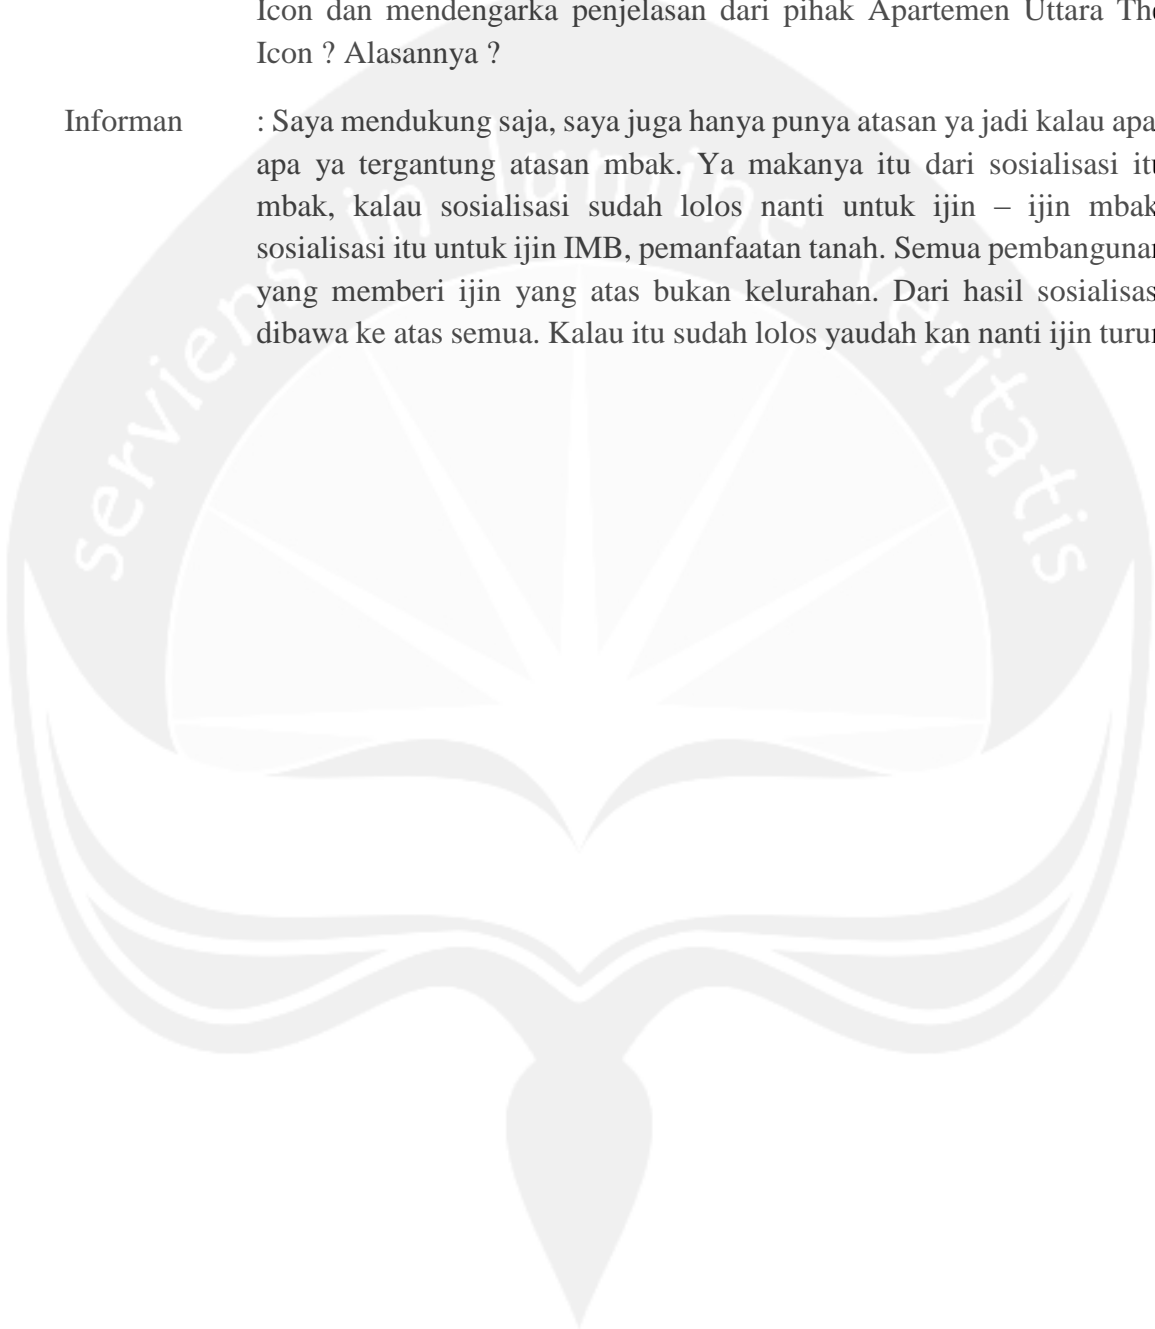 Icon dan mendengarka penjelasan dari pihak Apartemen Uttara The
Icon ? Alasannya ?
Informan : Saya mendukung saja, saya juga hanya punya atasan ya jadi kalau apa
apa ya tergantung atasan mbak. Ya makanya itu dari sosialisasi itu
mbak, kalau sosialisasi sudah lolos nanti untuk ijin – ijin mbak
sosialisasi itu untuk ijin IMB, pemanfaatan tanah. Semua pembangunan
yang memberi ijin yang atas bukan kelurahan. Dari hasil sosialisasi
dibawa ke atas semua. Kalau itu sudah lolos yaudah kan nanti ijin turun
serviens in lumine veritatis